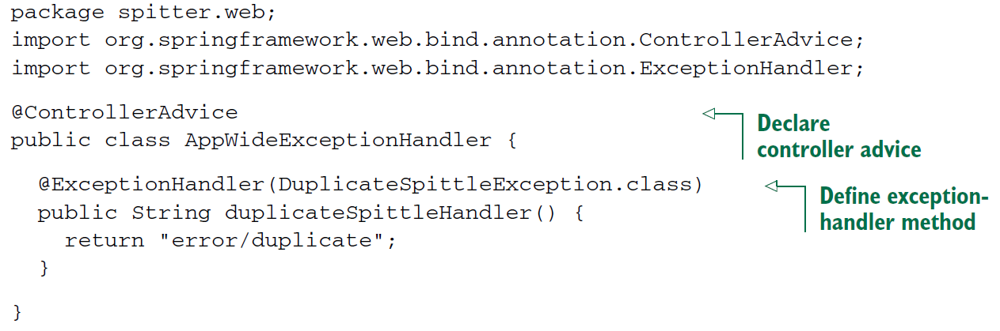 package spitter.web;
import org.springframework.web.bind.annotation.ControllerAdvice;
import org.springframework.web.bind.annotation.ExceptionHandler;
@ControllerAdvice
public class AppWideExceptionHandler {
Declare
controller advice
@ExceptionHandler(DuplicateSpittleException.class)
public String duplicateSpittleHandler() {
return "error/duplicate";
}
Define exception-
handler method
}